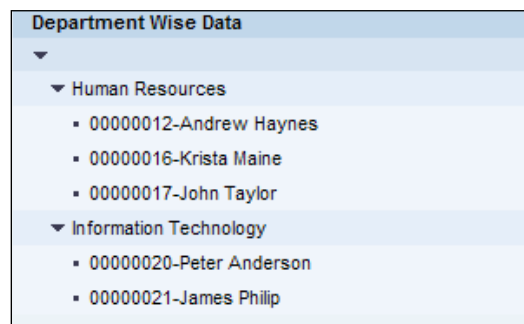 Department Wise Data
Human Resources
00000012-Andrew Haynes
00000016-Krista Maine
00000017-John Taylor
Information Technology
00000020-Peter Anderson
00000021-James Philip